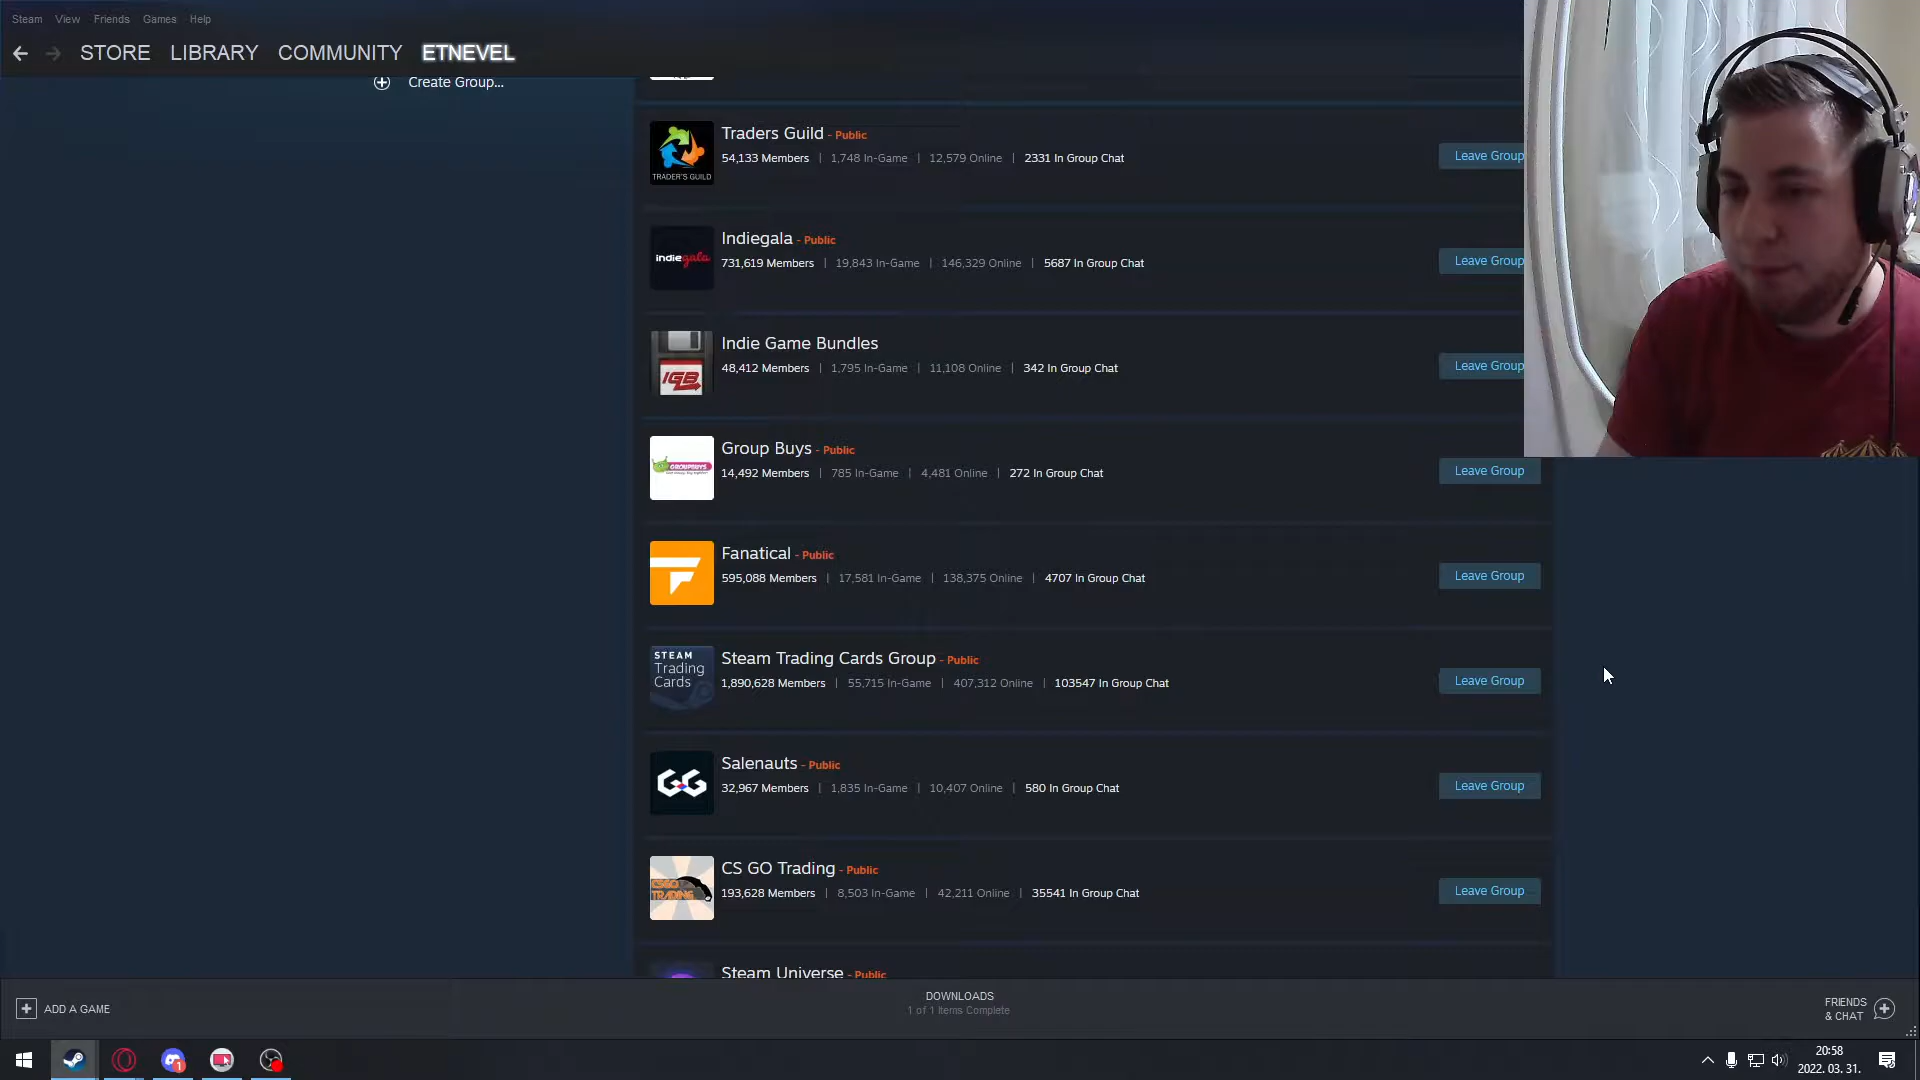 Steam View Friends Games Help
STORE LIBRARY COMMUNITY ETNEVEL
Create Group...
Traders Guild - Public
54,133 Members | 1,748 In-Game | 12,579 Online | 2331 In Group Chat
Leave Group
TRADER'S GUILD
Indiegala - Public
731,619 Members | 19,843 In-Game | 146,329 Online | 5687 In Group Chat
Leave Group
indiegala
Indie Game Bundles
48,412 Members | 1,795 In-Game | 11,108 Online | 342 In Group Chat
Leave Group
IGB
Group Buys - Public
14,492 Members | 785 In-Game | 4,481 Online | 272 In Group Chat
Leave Group
GROUPBUYS
Fanatical - Public
595,088 Members | 17,581 In-Game | 138,375 Online | 4707 In Group Chat
Leave Group
Steam Trading Cards Group - Public
1,890,628 Members | 55,715 In-Game | 407,312 Online | 103547 In Group Chat
Leave Group
STEAM
Trading
Cards
Salenauts - Public
32,967 Members | 1,835 In-Game | 10,407 Online | 580 In Group Chat
Leave Group
GG
CS GO Trading - Public
193,628 Members | 8,503 In-Game | 42,211 Online | 35541 In Group Chat
Leave Group
CSGO
TRADING
Steam Universe - Public
ADD A GAME
DOWNLOADS
1 of 1 Items Complete
FRIENDS
& CHAT
1
20:58
2022. 03. 31.